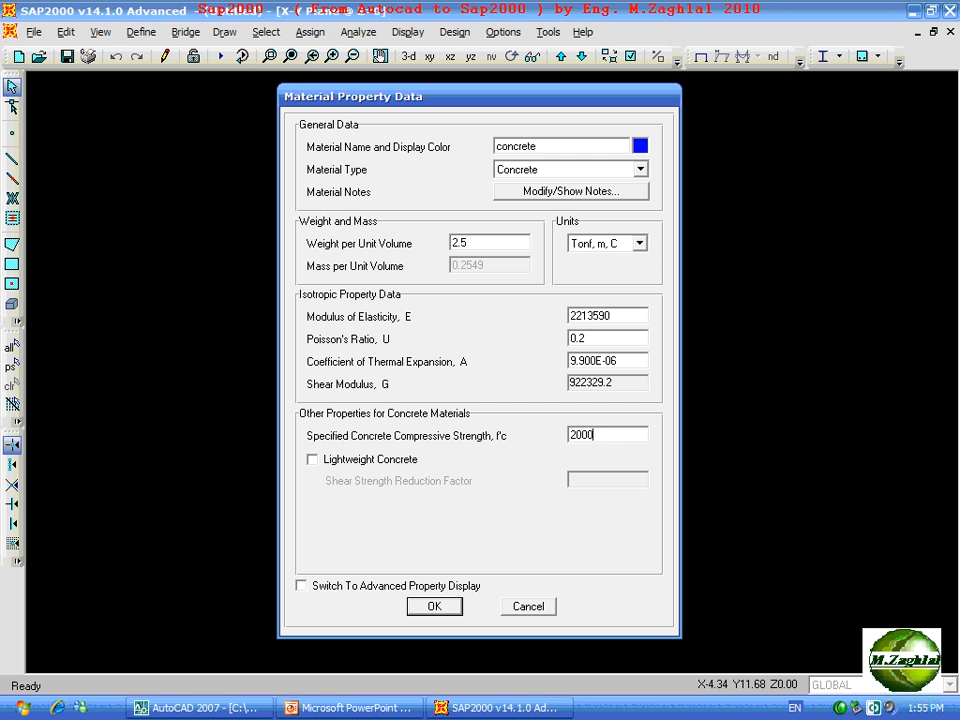 SAP2000 v14.1.0 Advanced
Sap2000 ( From Autocad to Sap2000 ) by Eng. M.Zaghlal 2010
File Edit View Define Bridge Draw Select Assign Analyze Display Design Options Tools Help
3-d xy xz yz nv nd
Material Property Data
General Data
Material Name and Display Color concrete
Material Type Concrete
Material Notes Modify/Show Notes...
Weight and Mass Units
Weight per Unit Volume 2.5 Tonf, m, C
Mass per Unit Volume 0.2549
Isotropic Property Data
Modulus of Elasticity, E 2213590
Poisson's Ratio, U 0.2
Coefficient of Thermal Expansion, A 9.900E-06
Shear Modulus, G 922329.2
all
ps
clr
Other Properties for Concrete Materials
Specified Concrete Compressive Strength, f'c 2000
Lightweight Concrete
Shear Strength Reduction Factor
Switch To Advanced Property Display
OK Cancel
M.Zaghlal
Ready X-4.34 Y11.68 Z0.00 GLOBAL
AutoCAD 2007 - [C:\... Microsoft PowerPoint ... SAP2000 v14.1.0 Ad... EN 1:55 PM